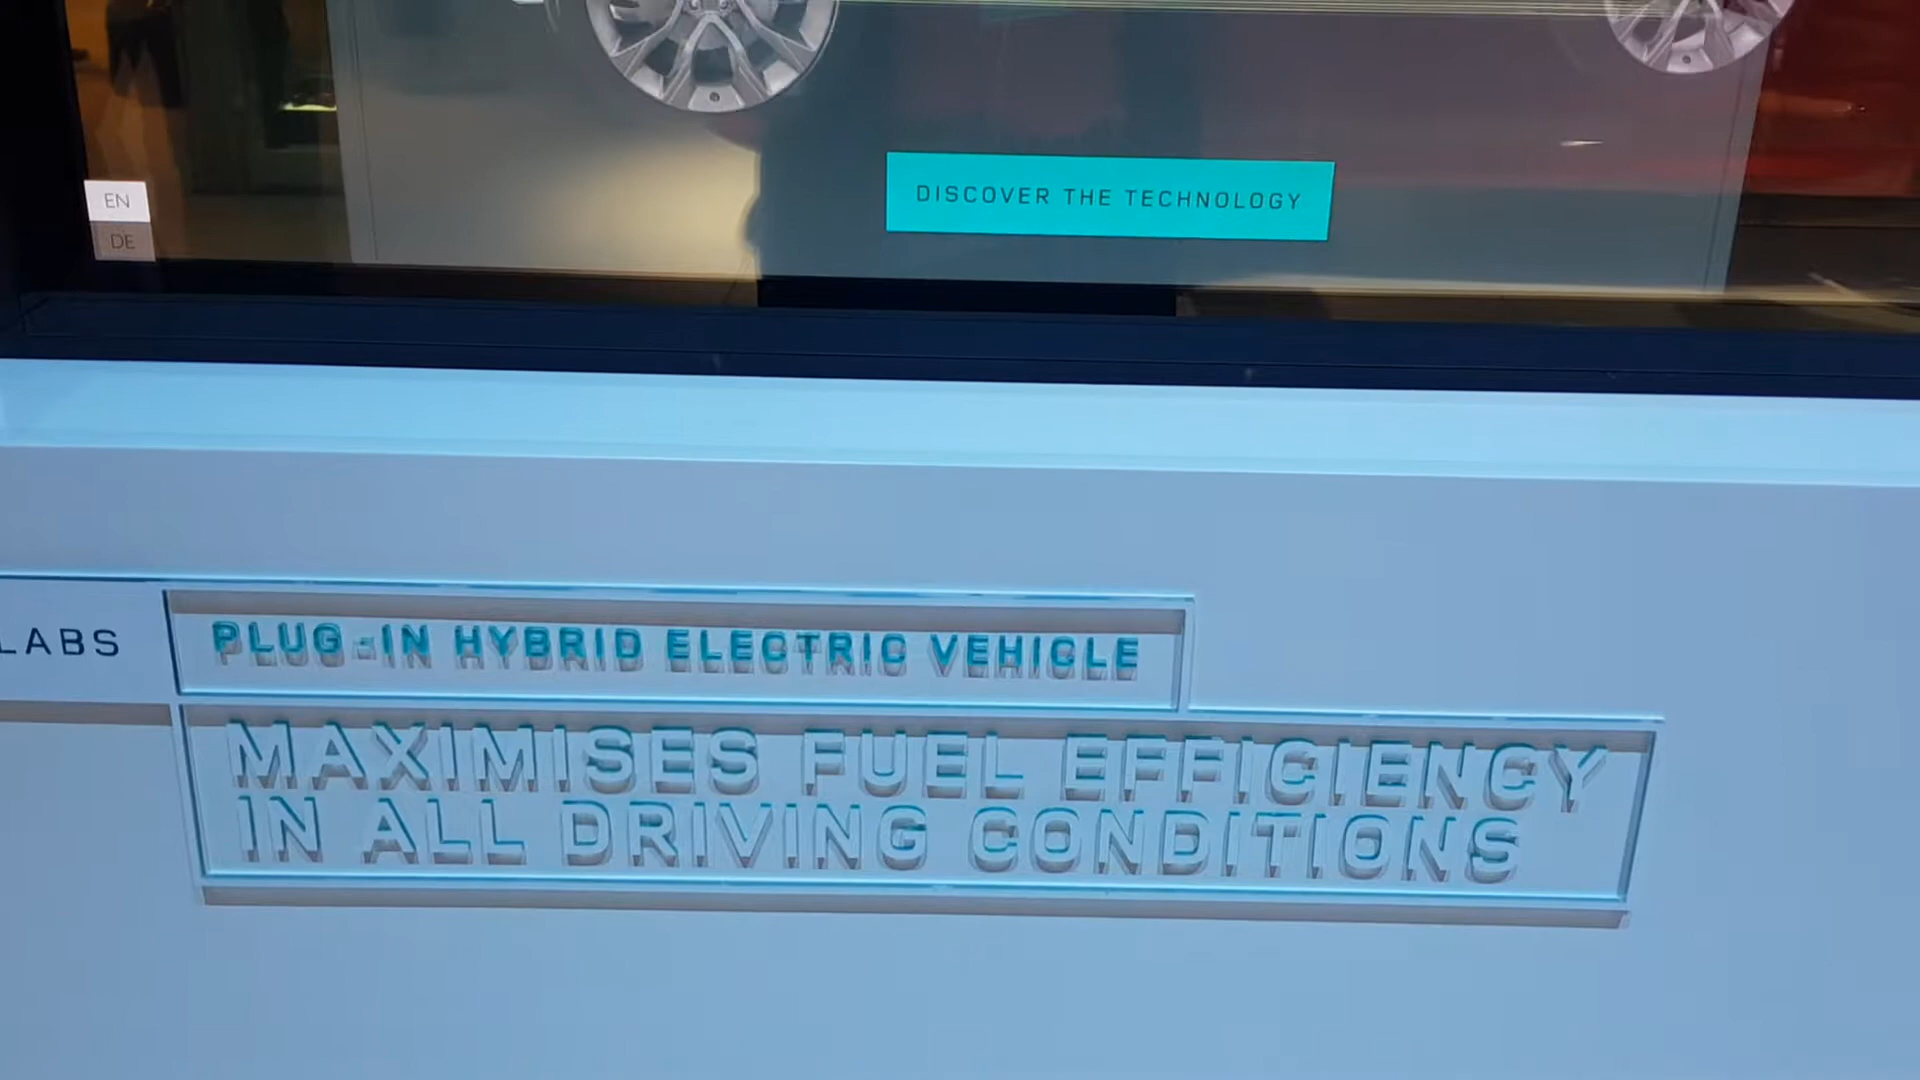 EN
DE
DISCOVER THE TECHNOLOGY
LABS
PLUG-IN HYBRID ELECTRIC VEHICLE
MAXIMISES FUEL EFFICIENCY
IN ALL DRIVING CONDITIONS